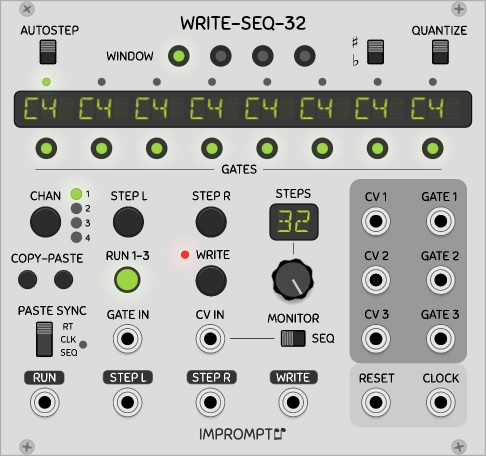 WRITE-SEQ-32
AUTOSTEP
QUANTIZE
WINDOW
♯
♭
C4 C4 C4 C4 C4 C4 C4 C4
GATES
CHAN
1
2
3
4
STEP L
STEP R
STEPS
32
CV 1
GATE 1
COPY-PASTE
RUN 1-3
WRITE
CV 2
GATE 2
PASTE SYNC
RT
CLK
SEQ
GATE IN
CV IN
MONITOR
SEQ
CV 3
GATE 3
RUN
STEP L
STEP R
WRITE
RESET
CLOCK
IMPROMPTU